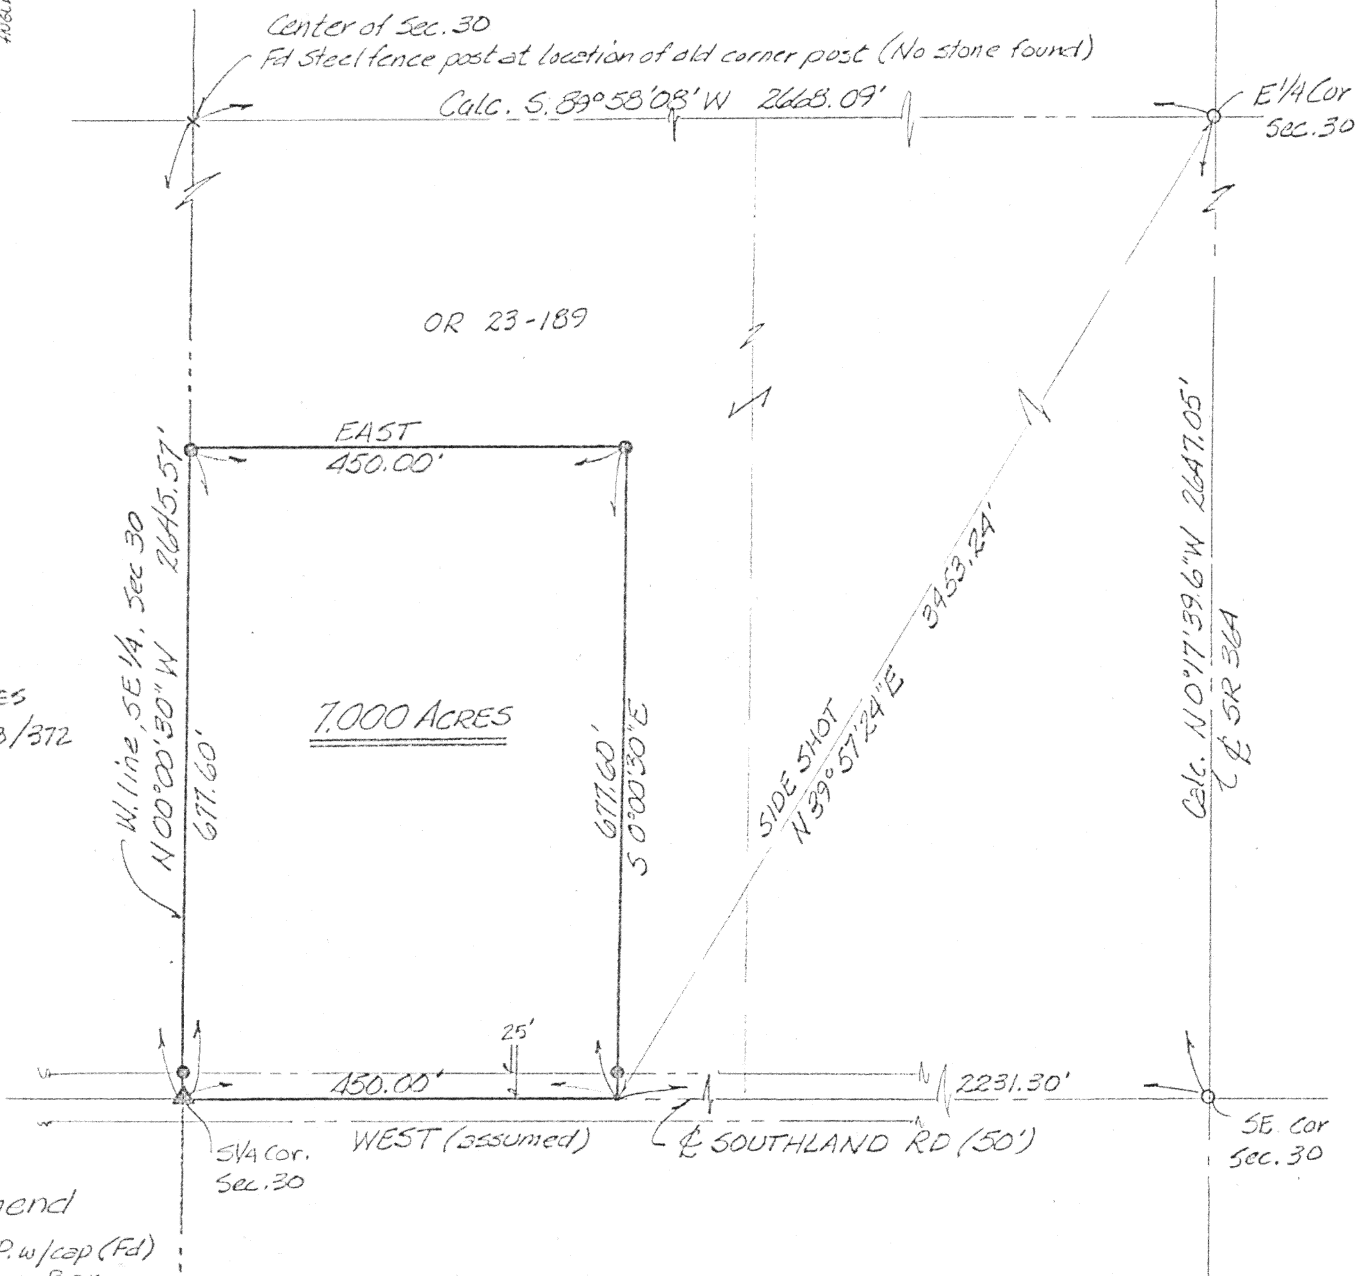 Center of Sec. 30
Fd Steel fence post at location of old corner post (No stone found)
Calc. S. 89°58'08" W 2668.09'
E 1/4 Cor
Sec. 30
OR 23-189
EAST
450.00'
W. line, SE 1/4, Sec 30
N 00°00'30" W 2645.57'
677.60'
7.000 ACRES
677.60'
S 0°00'30" E
SIDE SHOT
N 39°57'24" E 3453.24'
Calc. N 0°17'39.6" W 2647.05'
℄ SR 364
/372
25'
450.00'
2231.30'
WEST (assumed)
℄ SOUTHLAND RD (50')
S 1/4 Cor.
Sec. 30
SE Cor
Sec. 30
w/cap (Fd)